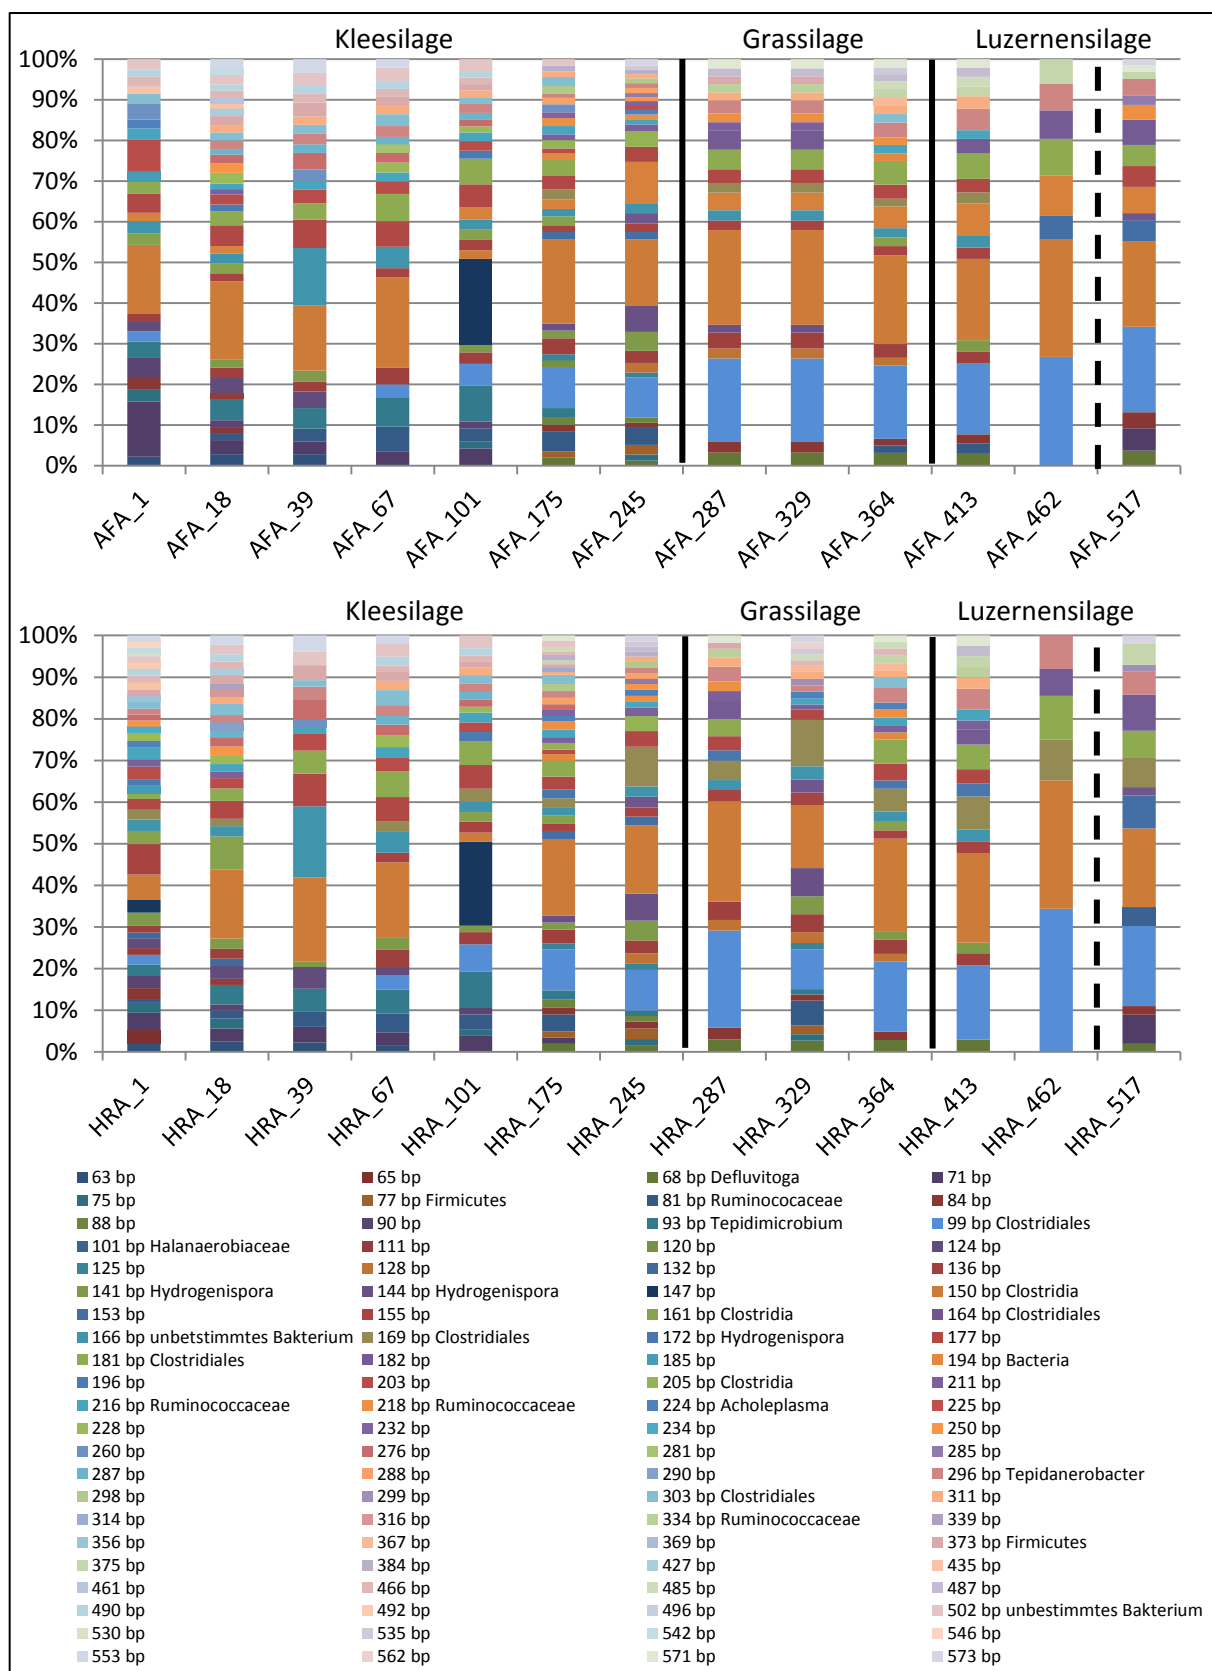 Kleesilage Grassilage Luzernensilage
100%
90%
80%
70%
60%
50%
40%
30%
20%
10%
0%
AFA_1 AFA_18 AFA_39 AFA_67 AFA_101 AFA_175 AFA_245 AFA_287 AFA_329 AFA_364 AFA_413 AFA_462 AFA_517
Kleesilage Grassilage Luzernensilage
100%
90%
80%
70%
60%
50%
40%
30%
20%
10%
0%
HRA_1 HRA_18 HRA_39 HRA_67 HRA_101 HRA_175 HRA_245 HRA_287 HRA_329 HRA_364 HRA_413 HRA_462 HRA_517
63 bp 65 bp 68 bp Defluvitoga 71 bp
75 bp 77 bp Firmicutes 81 bp Ruminococaceae 84 bp
88 bp 90 bp 93 bp Tepidimicrobium 99 bp Clostridiales
101 bp Halanaerobiaceae 111 bp 120 bp 124 bp
125 bp 128 bp 132 bp 136 bp
141 bp Hydrogenispora 144 bp Hydrogenispora 147 bp 150 bp Clostridia
153 bp 155 bp 161 bp Clostridia 164 bp Clostridiales
166 bp unbetstimmtes Bakterium 169 bp Clostridiales 172 bp Hydrogenispora 177 bp
181 bp Clostridiales 182 bp 185 bp 194 bp Bacteria
196 bp 203 bp 205 bp Clostridia 211 bp
216 bp Ruminococcaceae 218 bp Ruminococcaceae 224 bp Acholeplasma 225 bp
228 bp 232 bp 234 bp 250 bp
260 bp 276 bp 281 bp 285 bp
287 bp 288 bp 290 bp 296 bp Tepidanerobacter
298 bp 299 bp 303 bp Clostridiales 311 bp
314 bp 316 bp 334 bp Ruminococcaceae 339 bp
356 bp 367 bp 369 bp 373 bp Firmicutes
375 bp 384 bp 427 bp 435 bp
461 bp 466 bp 485 bp 487 bp
490 bp 492 bp 496 bp 502 bp unbestimmtes Bakterium
530 bp 535 bp 542 bp 546 bp
553 bp 562 bp 571 bp 573 bp